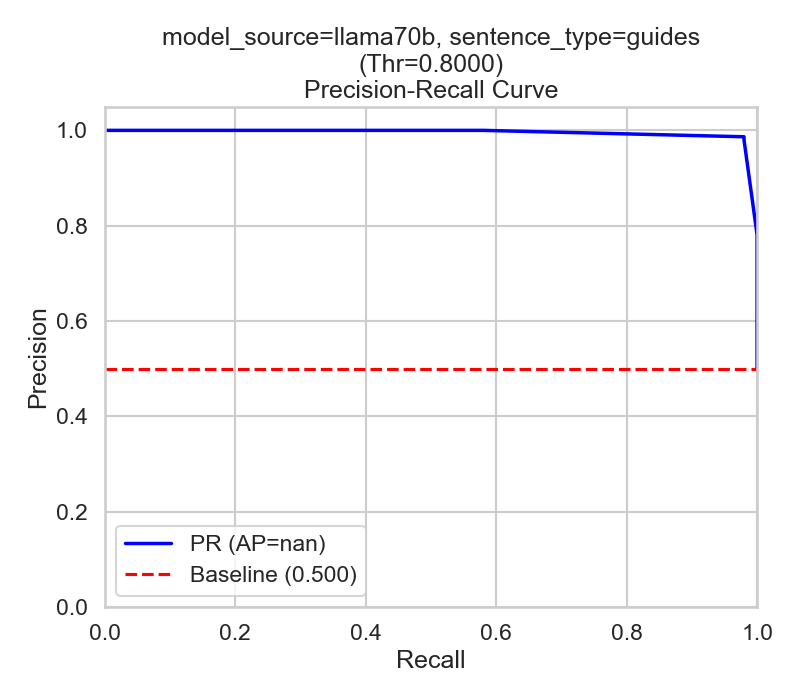 model_source=llama70b, sentence_type=guides
(Thr=0.8000)
Precision-Recall Curve
1.0
0.8
0.6
0.4
0.2
0.0
Precision
PR (AP=nan)
Baseline (0.500)
0.0 0.2 0.4 0.6 0.8 1.0
Recall